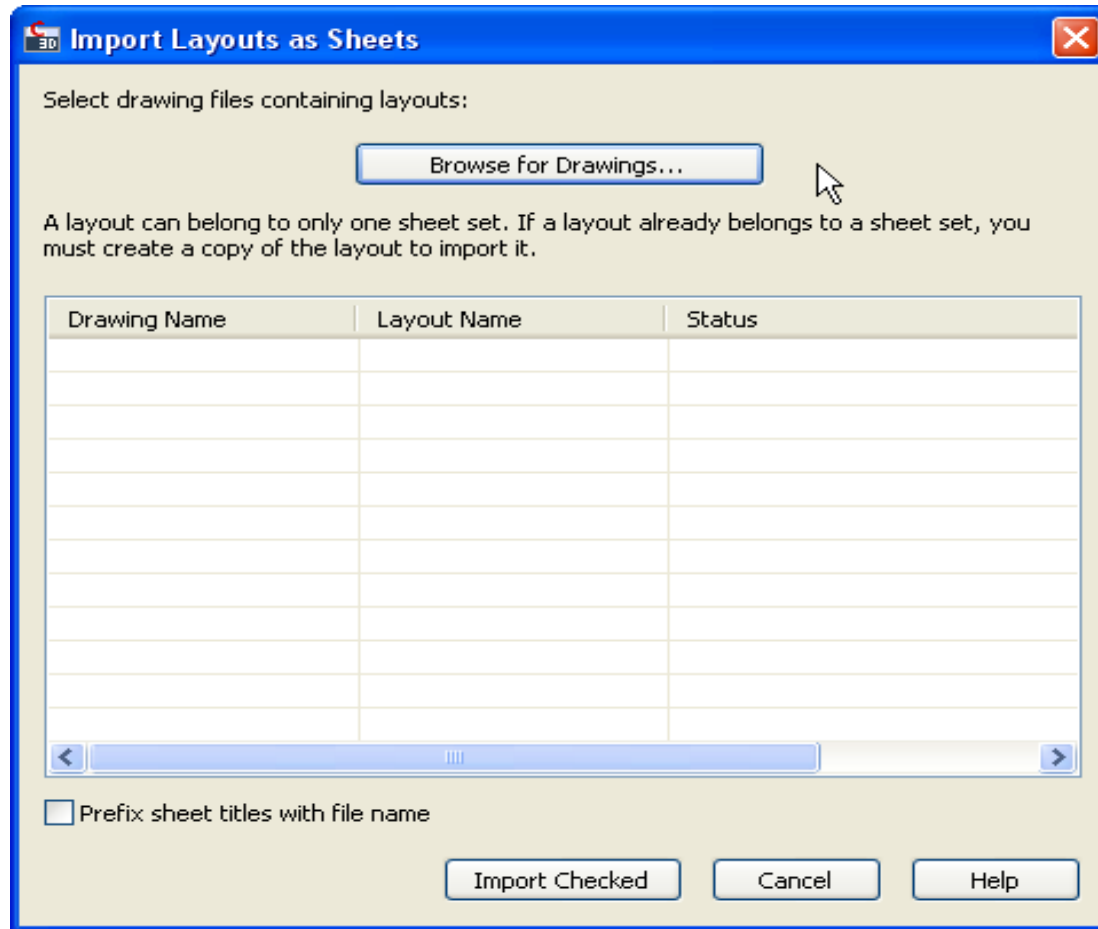 Import Layouts as Sheets
Select drawing files containing layouts:
Browse for Drawings...
A layout can belong to only one sheet set. If a layout already belongs to a sheet set, you
must create a copy of the layout to import it.
Drawing Name Layout Name Status
Prefix sheet titles with file name
Import Checked Cancel Help